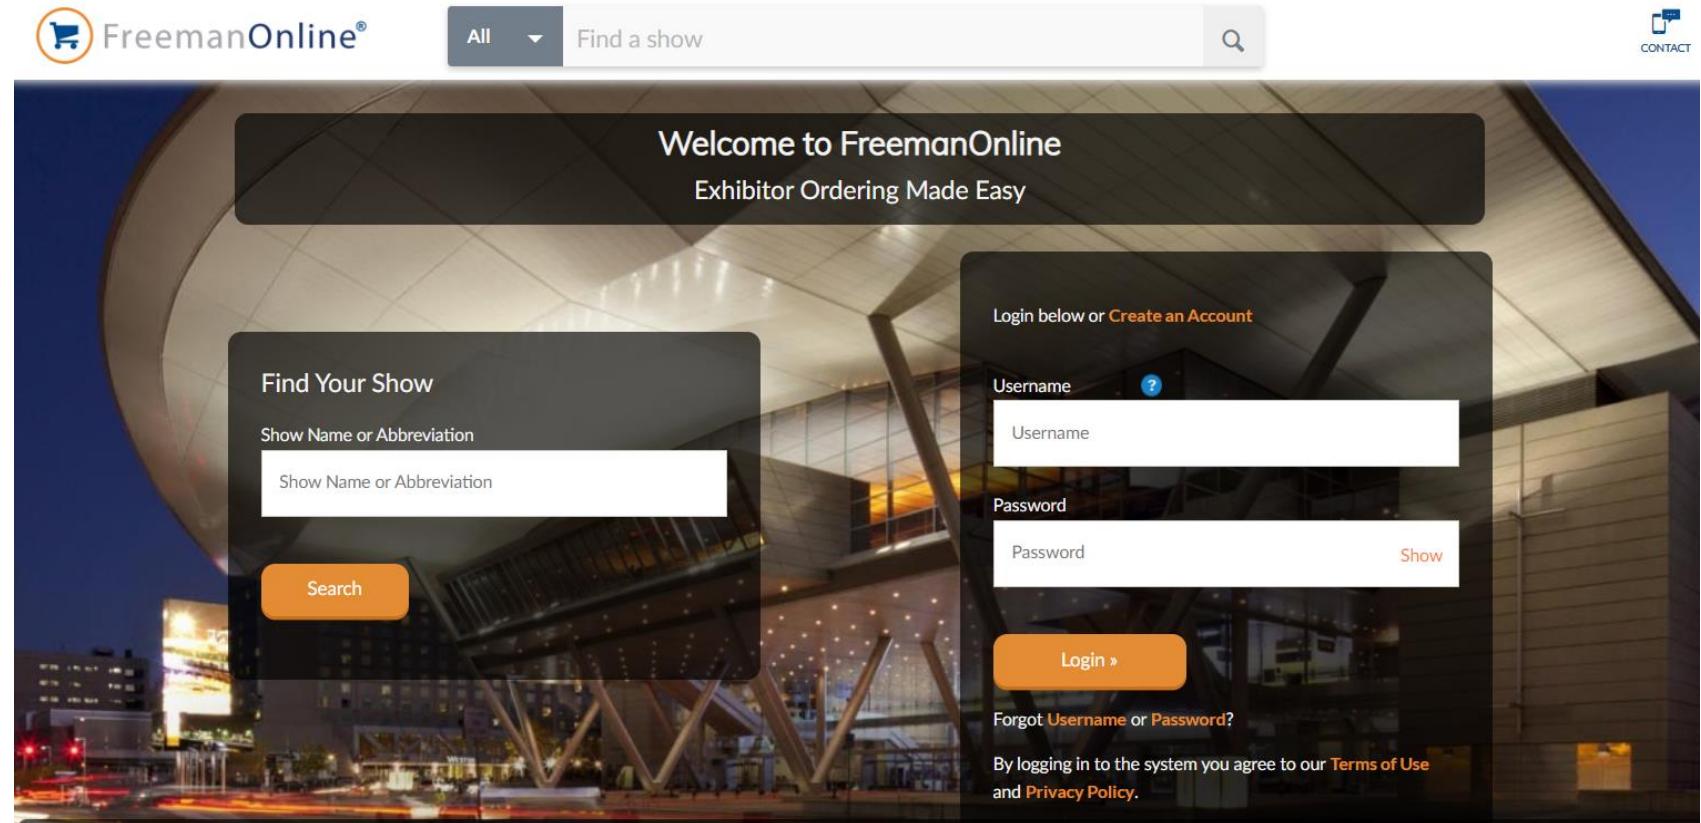 FreemanOnline®
All
Find a show
CONTACT
Welcome to FreemanOnline
Exhibitor Ordering Made Easy
Find Your Show
Show Name or Abbreviation
Show Name or Abbreviation
Search
Login below or Create an Account
Username ?
Username
Password
Password
Show
Login »
Forgot Username or Password?
By logging in to the system you agree to our Terms of Use
and Privacy Policy.
WESTIN